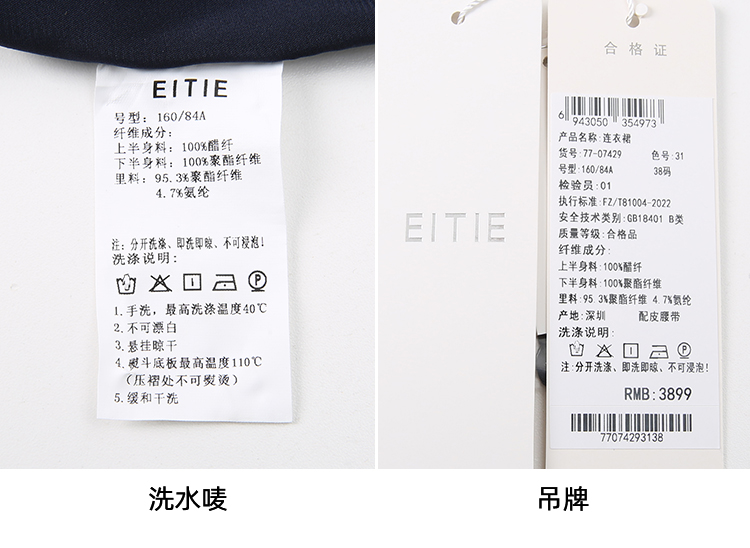 EITIE
号型: 160/84A
纤维成分:
上半身料: 100%醋纤
下半身料: 100%聚酯纤维
里料: 95.3%聚酯纤维
4.7%氨纶
注: 分开洗涤、即洗即晾、不可浸泡!
洗涤说明:
1.手洗, 最高洗涤温度40℃
2.不可漂白
3.悬挂晾干
4.熨斗底板最高温度110℃
(压褶处不可熨烫)
5.缓和干洗
洗水唛
EITIE
合格证
6 943050 354973
产品名称:连衣裙
货号:77-07429 色号:31
号型:160/84A 38码
检验员:01
执行标准:FZ/T81004-2022
安全技术类别:GB18401 B类
质量等级:合格品
纤维成分:
上半身料:100%醋纤
下半身料:100%聚酯纤维
里料:95.3%聚酯纤维 4.7%氨纶
产地:深圳 配皮腰带
洗涤说明:
注:分开洗涤、即洗即晾、不可浸泡!
RMB:3899
77074293138
吊牌